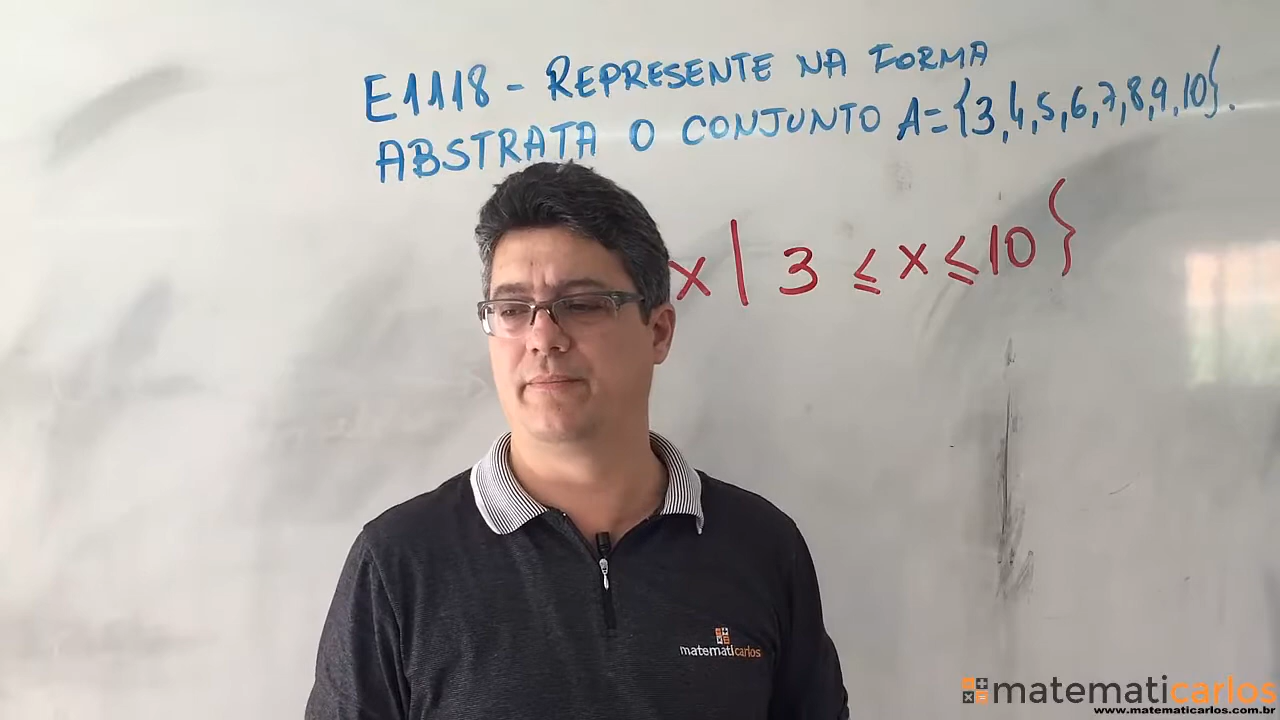 E1118 - REPRESENTE NA FORMA
ABSTRATA O CONJUNTO A={3,4,5,6,7,8,9,10}.
x | 3 ≤ x ≤ 10}
matematicarlos
matematicarlos
www.matematicarlos.com.br